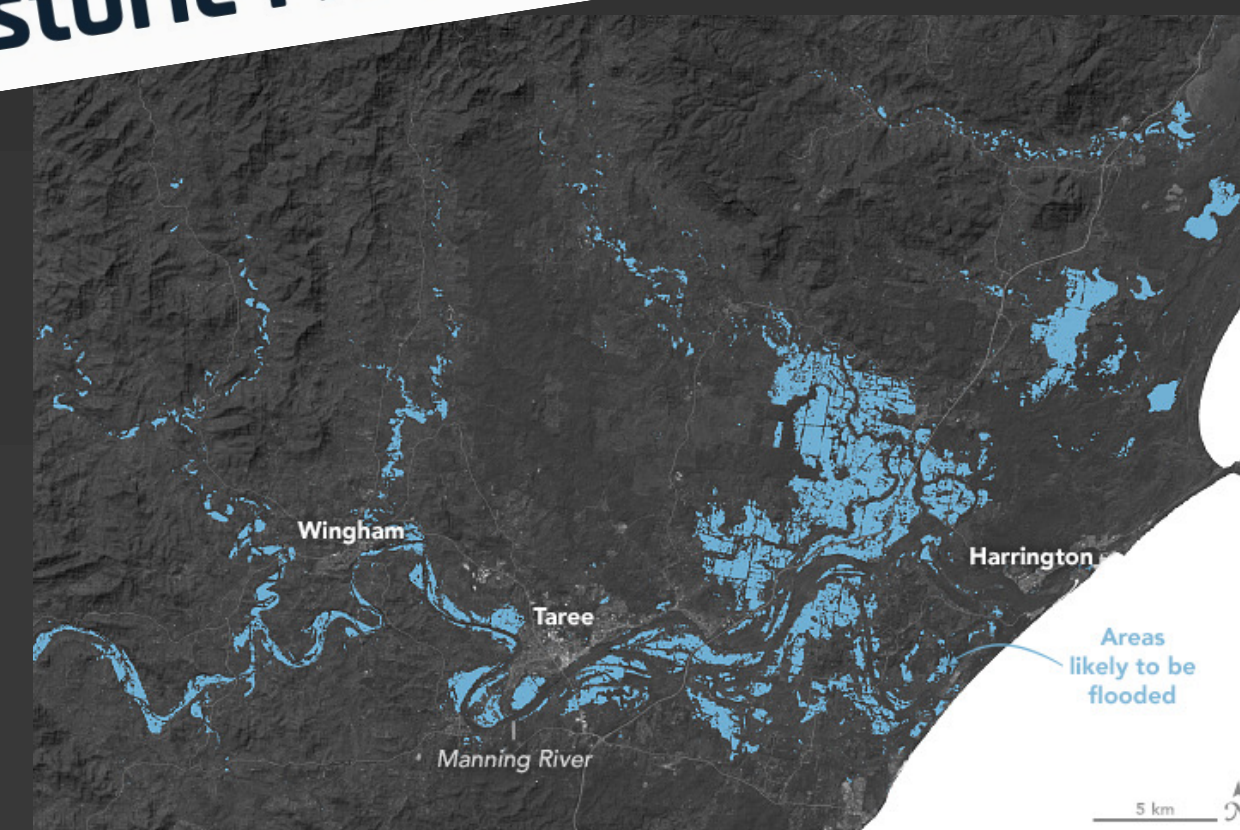 Wingham
Harrington
Taree
Areas
likely to be
flooded
Manning River
5 km
N